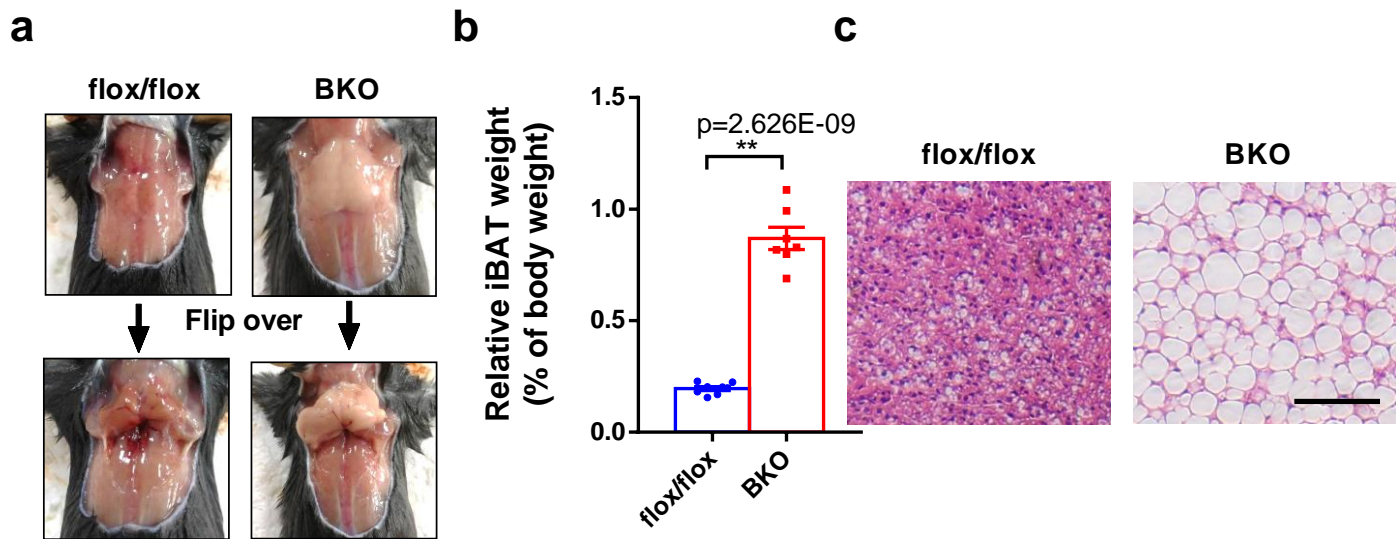 a
flox/flox
BKO
Flip over
b
Relative iBAT weight
(% of body weight)
1.5
1.0
0.5
0.0
p=2.626E-09
**
flox/flox
BKO
c
flox/flox
BKO